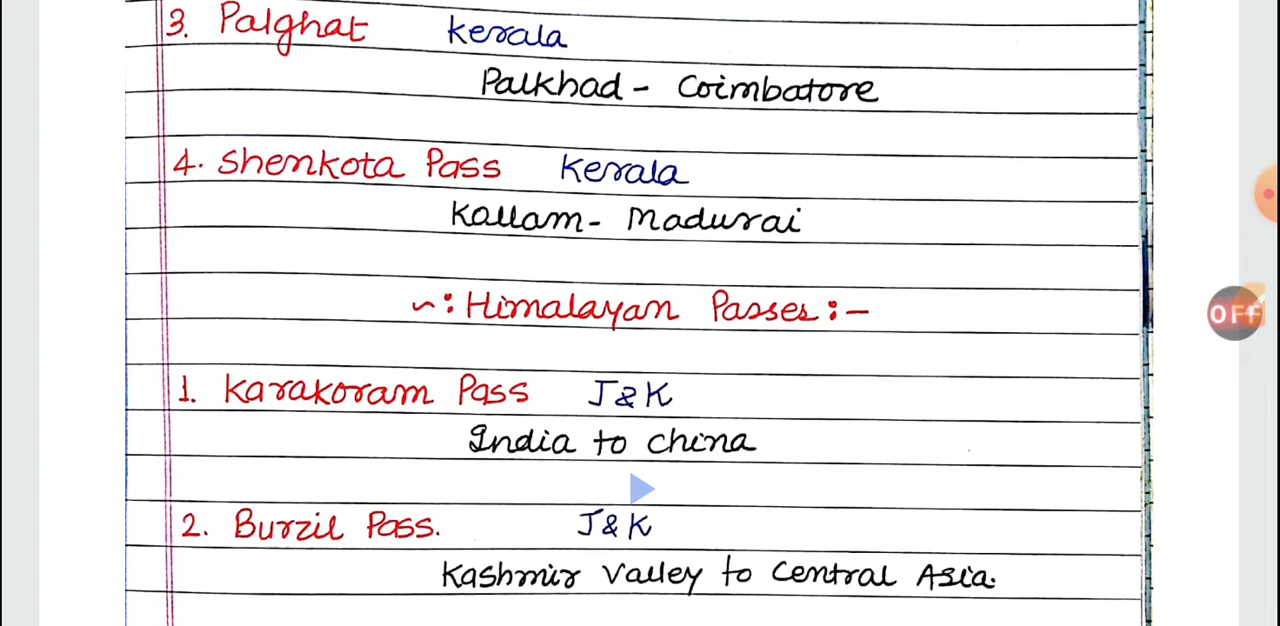 3. Palghat Kerala
Palkhad - Coimbatore
4. Shenkota Pass Kerala
Kollam - Madurai
~: Himalayan Passes :-
1. Karakoram Pass J & K
India to China
OFF
2. Burzil Pass. J & K
Kashmir Valley to Central Asia.